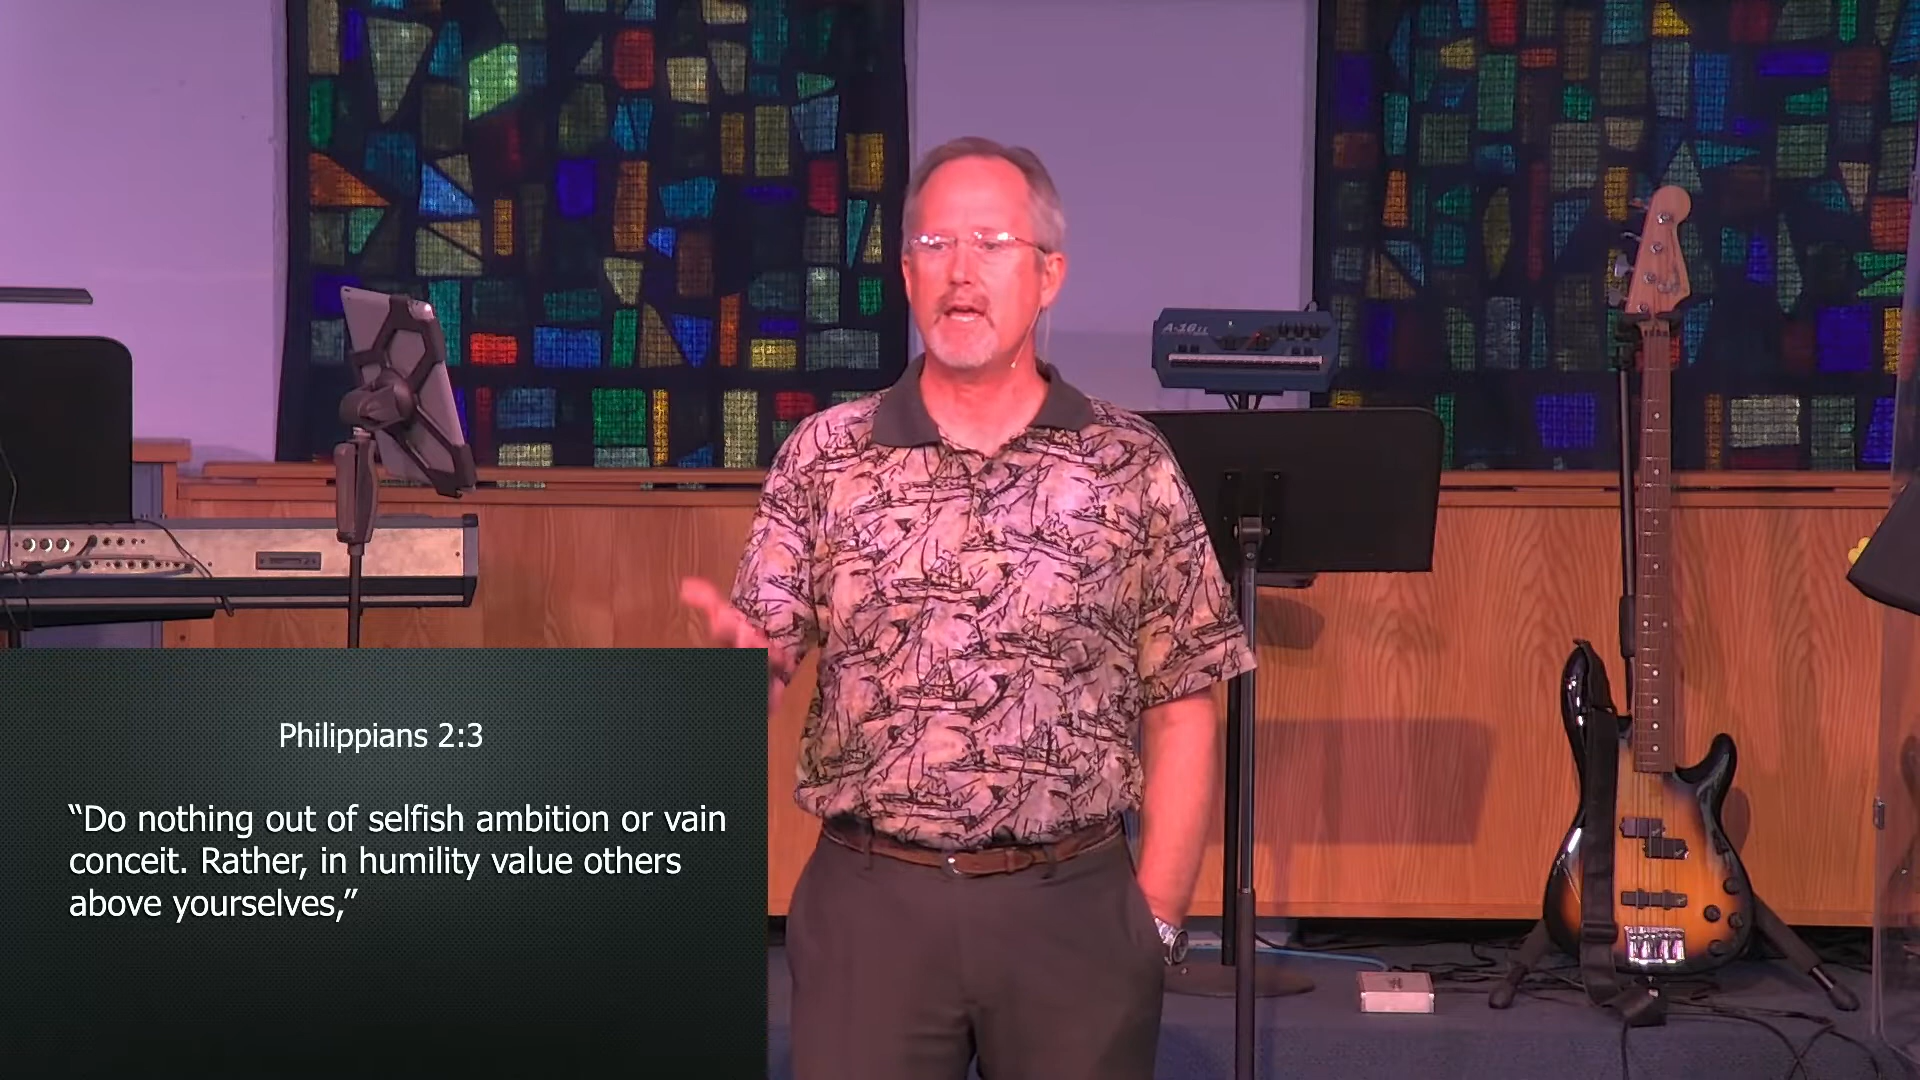 A-16II
Philippians 2:3
“Do nothing out of selfish ambition or vain
conceit. Rather, in humility value others
above yourselves,”